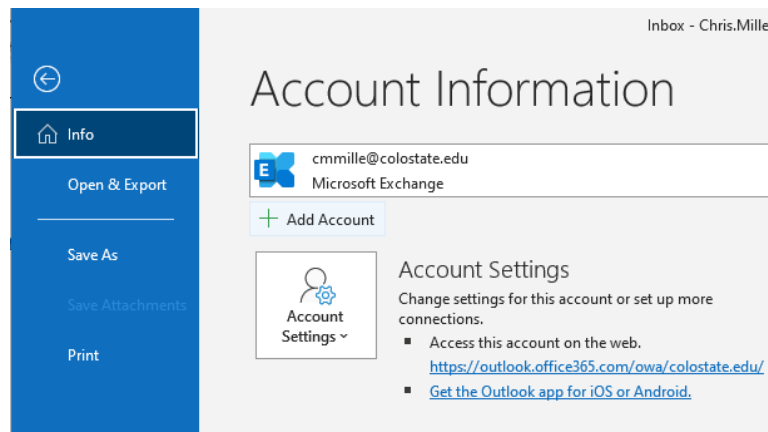 Inbox - Chris.Mille
Account Information
Info
cmmille@colostate.edu
Microsoft Exchange
Open & Export
+ Add Account
Save As
Save Attachments
Print
Account
Settings
Account Settings
Change settings for this account or set up more
connections.
■ Access this account on the web.
https://outlook.office365.com/owa/colostate.edu/
■ Get the Outlook app for iOS or Android.